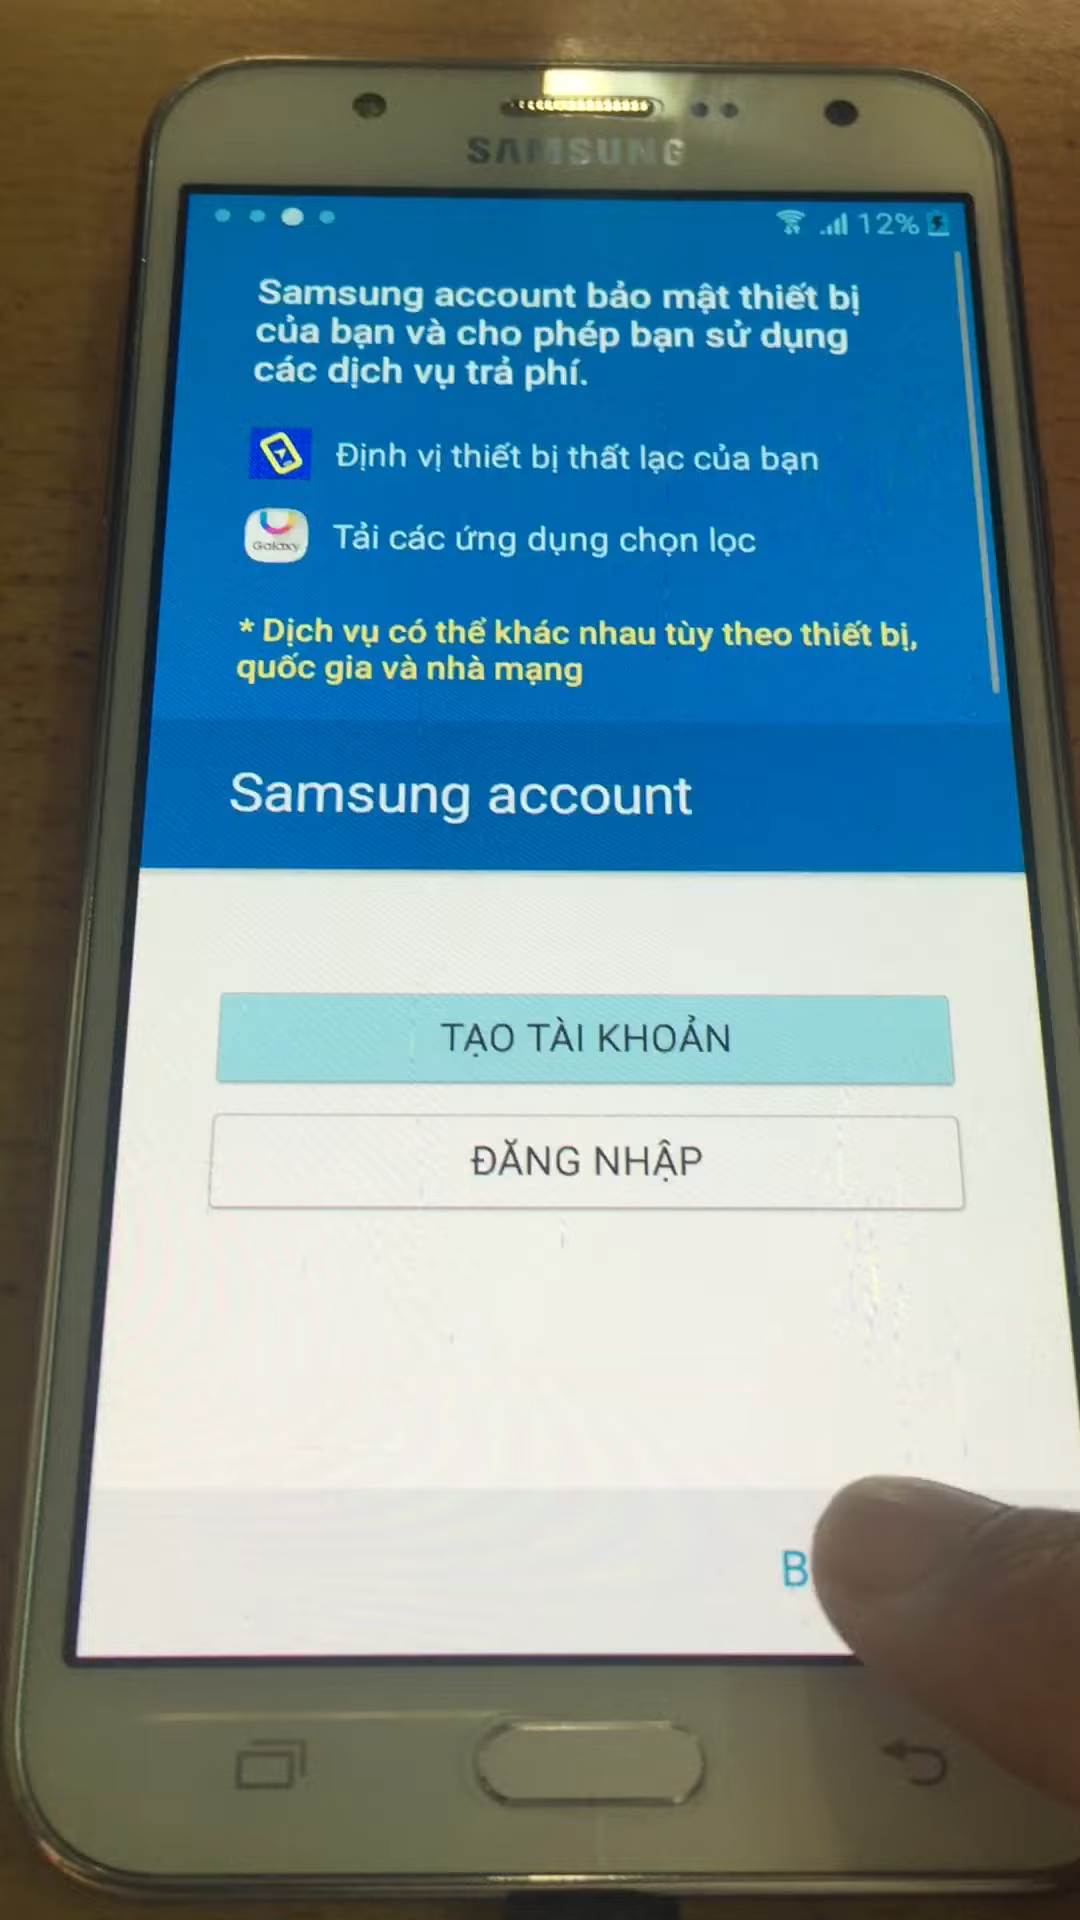 SAMSUNG
12%
Samsung account bảo mật thiết bị
của bạn và cho phép bạn sử dụng
các dịch vụ trả phí.
Định vị thiết bị thất lạc của bạn
Galaxy
Tải các ứng dụng chọn lọc
* Dịch vụ có thể khác nhau tùy theo thiết bị,
quốc gia và nhà mạng
Samsung account
TẠO TÀI KHOẢN
ĐĂNG NHẬP